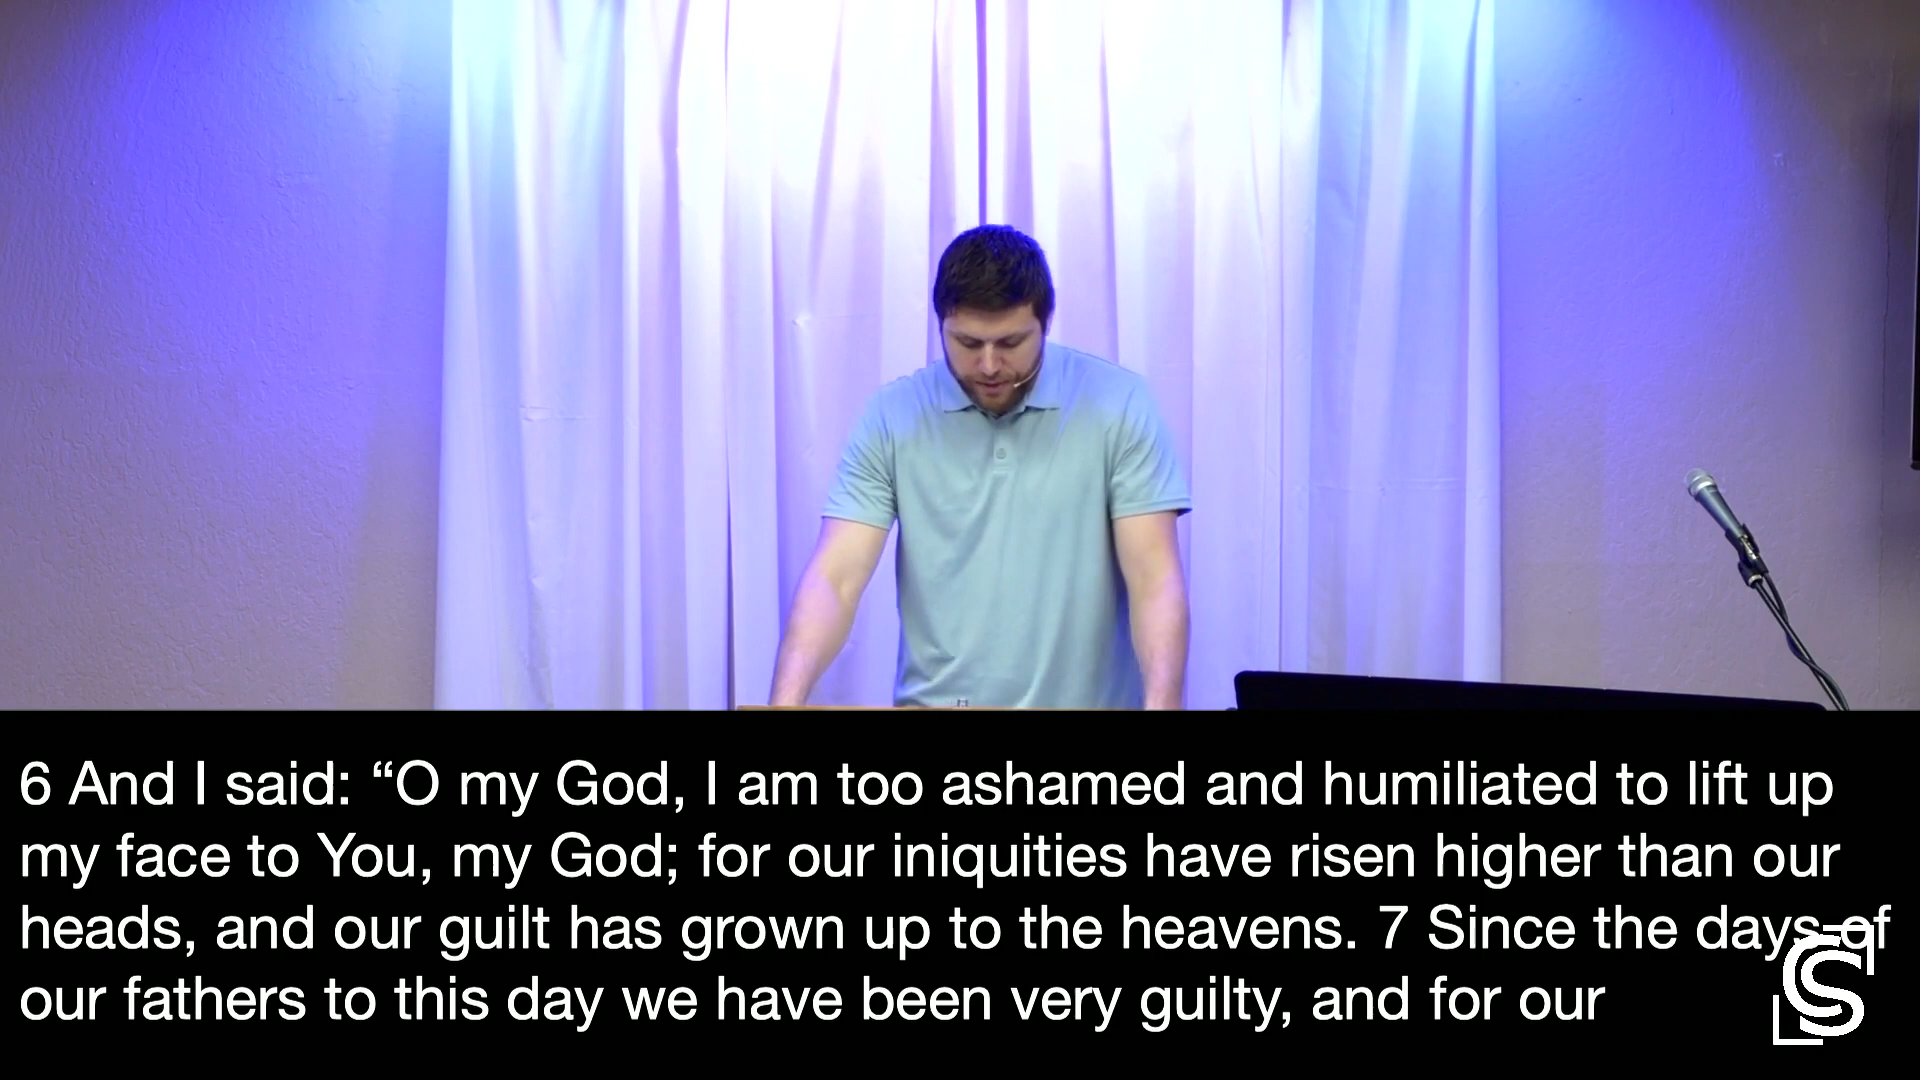 6 And I said: “O my God, I am too ashamed and humiliated to lift up
my face to You, my God; for our iniquities have risen higher than our
heads, and our guilt has grown up to the heavens. 7 Since the days of
our fathers to this day we have been very guilty, and for our
S